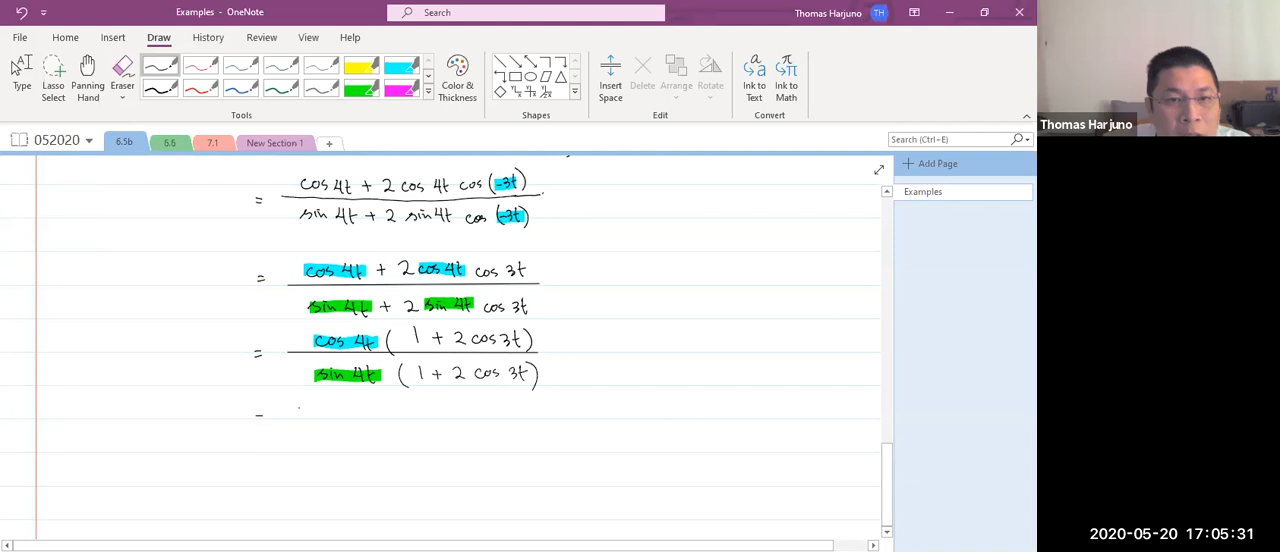 Examples - OneNote
Search
Thomas Harjuno TH
File Home Insert Draw History Review View Help
Type Lasso Select Panning Hand Eraser Color & Thickness Insert Space Delete Arrange Rotate Ink to Text Ink to Math
Tools Shapes Edit Convert
052020 6.5b 6.6 7.1 New Section 1 + Search (Ctrl+E)
Thomas Harjuno
+ Add Page
Examples
= cos 4t + 2 cos 4t cos (-3t)
sin 4t + 2 sin 4t cos (-3t)
= cos 4t + 2 cos 4t cos 3t
sin 4t + 2 sin 4t cos 3t
= cos 4t ( 1 + 2 cos 3t )
sin 4t ( 1 + 2 cos 3t )
=
2020-05-20 17:05:31